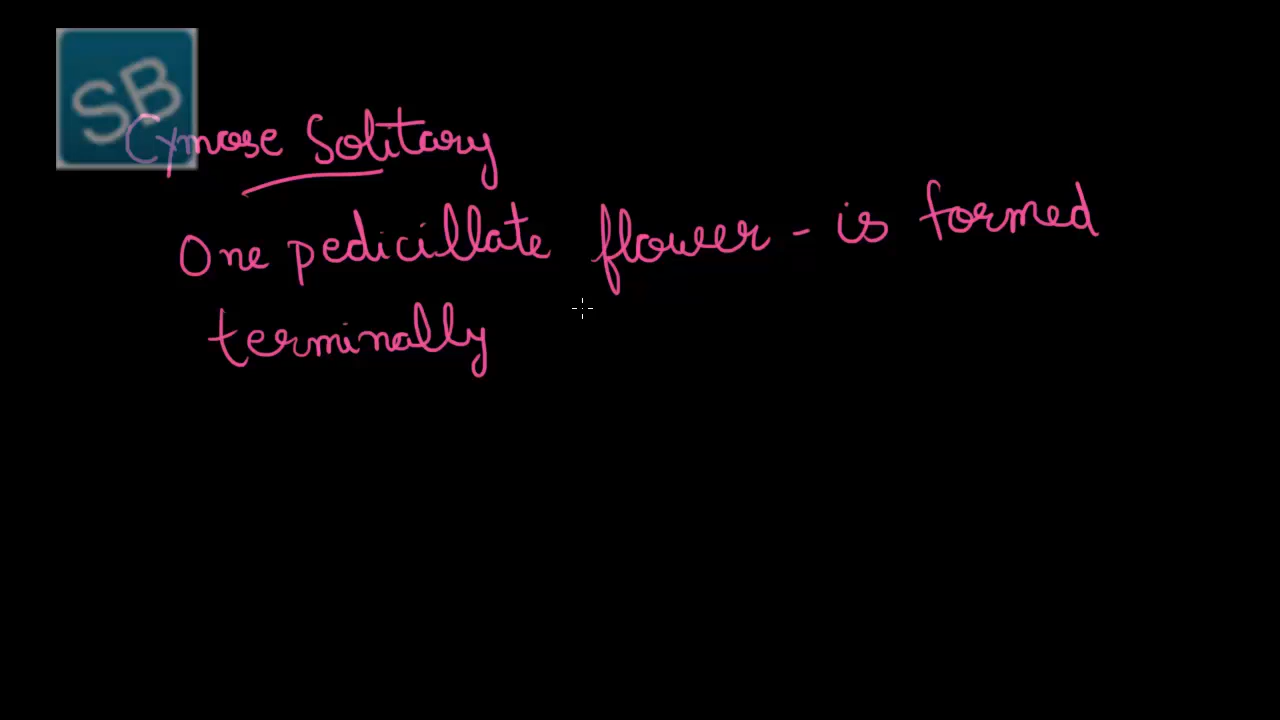 SB
Cymose Solitary
One pedicillate flower - is formed
terminally